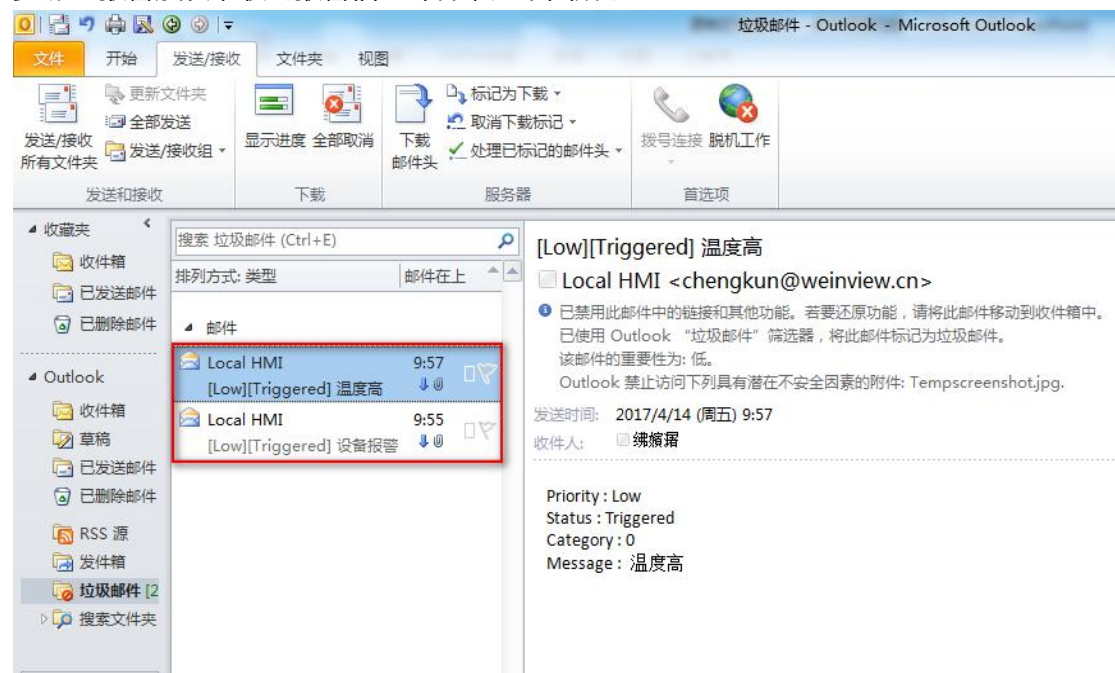 垃圾邮件 - Outlook - Microsoft Outlook
文件 开始 发送/接收 文件夹 视图
发送/接收
所有文件夹
更新文件夹
全部发送
发送/接收组
显示进度 全部取消
下载
邮件头
标记为下载
取消下载标记
处理已标记的邮件头
拨号连接 脱机工作
发送和接收 下载 服务器 首选项
收藏夹
收件箱
已发送邮件
已删除邮件
Outlook
收件箱
草稿
已发送邮件
已删除邮件
RSS 源
发件箱
垃圾邮件 [2
搜索文件夹
搜索 垃圾邮件 (Ctrl+E)
排列方式: 类型 邮件在上
邮件
Local HMI 9:57
[Low][Triggered] 温度高
Local HMI 9:55
[Low][Triggered] 设备报警
[Low][Triggered] 温度高
Local HMI <chengkun@weinview.cn>
已禁用此邮件中的链接和其他功能。若要还原功能，请将此邮件移动到收件箱中。
已使用 Outlook “垃圾邮件” 筛选器，将此邮件标记为垃圾邮件。
该邮件的重要性为: 低。
Outlook 禁止访问下列具有潜在不安全因素的附件: Tempscreenshot.jpg.
发送时间: 2017/4/14 (周五) 9:57
收件人:
Priority : Low
Status : Triggered
Category : 0
Message : 温度高